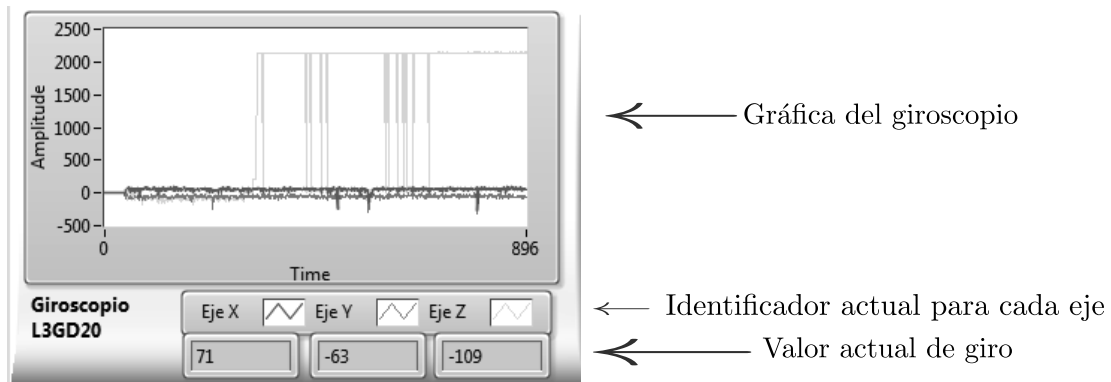 2500
2000
1500
1000
500
0
-500
Amplitude
0
896
Time
Gráfica del giroscopio
Giroscopio
L3GD20
Eje X
Eje Y
Eje Z
Identificador actual para cada eje
71
-63
-109
Valor actual de giro